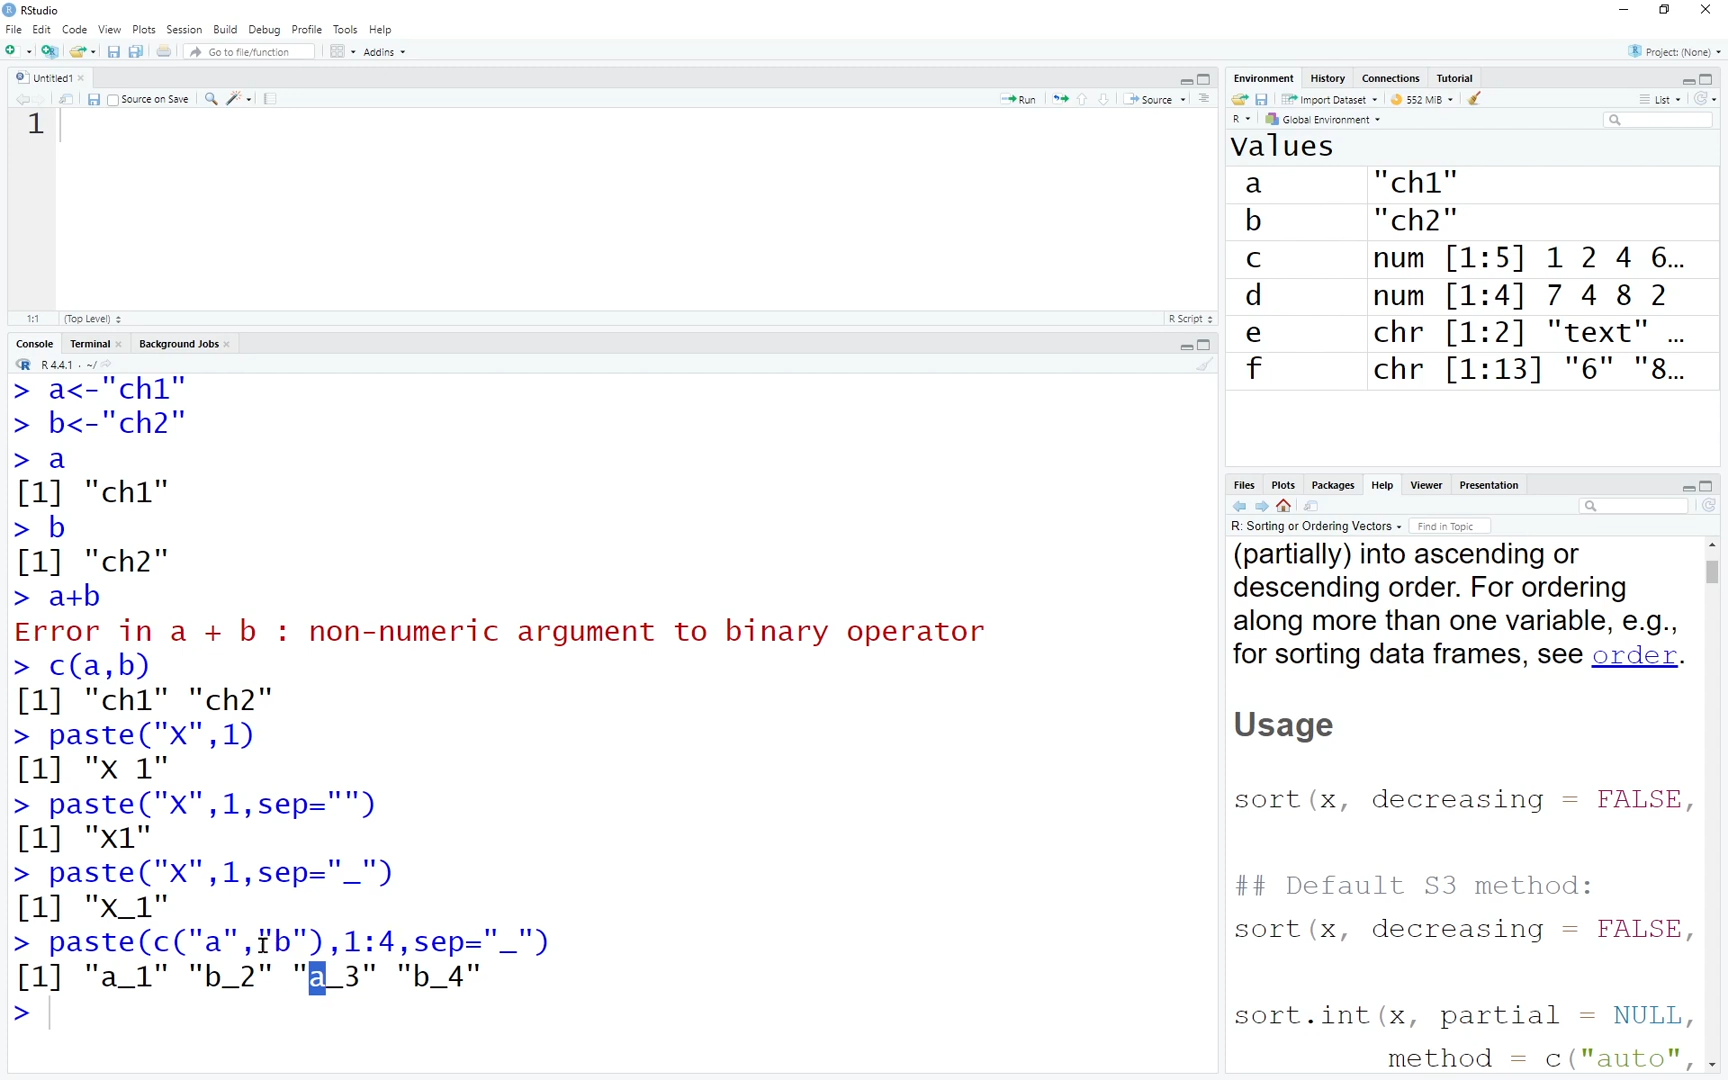 RStudio
File Edit Code View Plots Session Build Debug Profile Tools Help
Go to file/function Addins Project: (None)
Untitled1
Source on Save Run Source
1
1:1 (Top Level) R Script
Console Terminal Background Jobs
R 4.4.1 · ~/
> a<-"ch1"
> b<-"ch2"
> a
[1] "ch1"
> b
[1] "ch2"
> a+b
Error in a + b : non-numeric argument to binary operator
> c(a,b)
[1] "ch1" "ch2"
> paste("X",1)
[1] "X 1"
> paste("X",1,sep="")
[1] "X1"
> paste("X",1,sep="_")
[1] "X_1"
> paste(c("a","b"),1:4,sep="_")
[1] "a_1" "b_2" "a_3" "b_4"
>
Environment History Connections Tutorial
Import Dataset 552 MiB List
R Global Environment
Values
a "ch1"
b "ch2"
c num [1:5] 1 2 4 6...
d num [1:4] 7 4 8 2
e chr [1:2] "text" ...
f chr [1:13] "6" "8...
Files Plots Packages Help Viewer Presentation
R: Sorting or Ordering Vectors Find in Topic
(partially) into ascending or
descending order. For ordering
along more than one variable, e.g.,
for sorting data frames, see order.
Usage
sort(x, decreasing = FALSE,
## Default S3 method:
sort(x, decreasing = FALSE,
sort.int(x, partial = NULL,
method = c("auto",